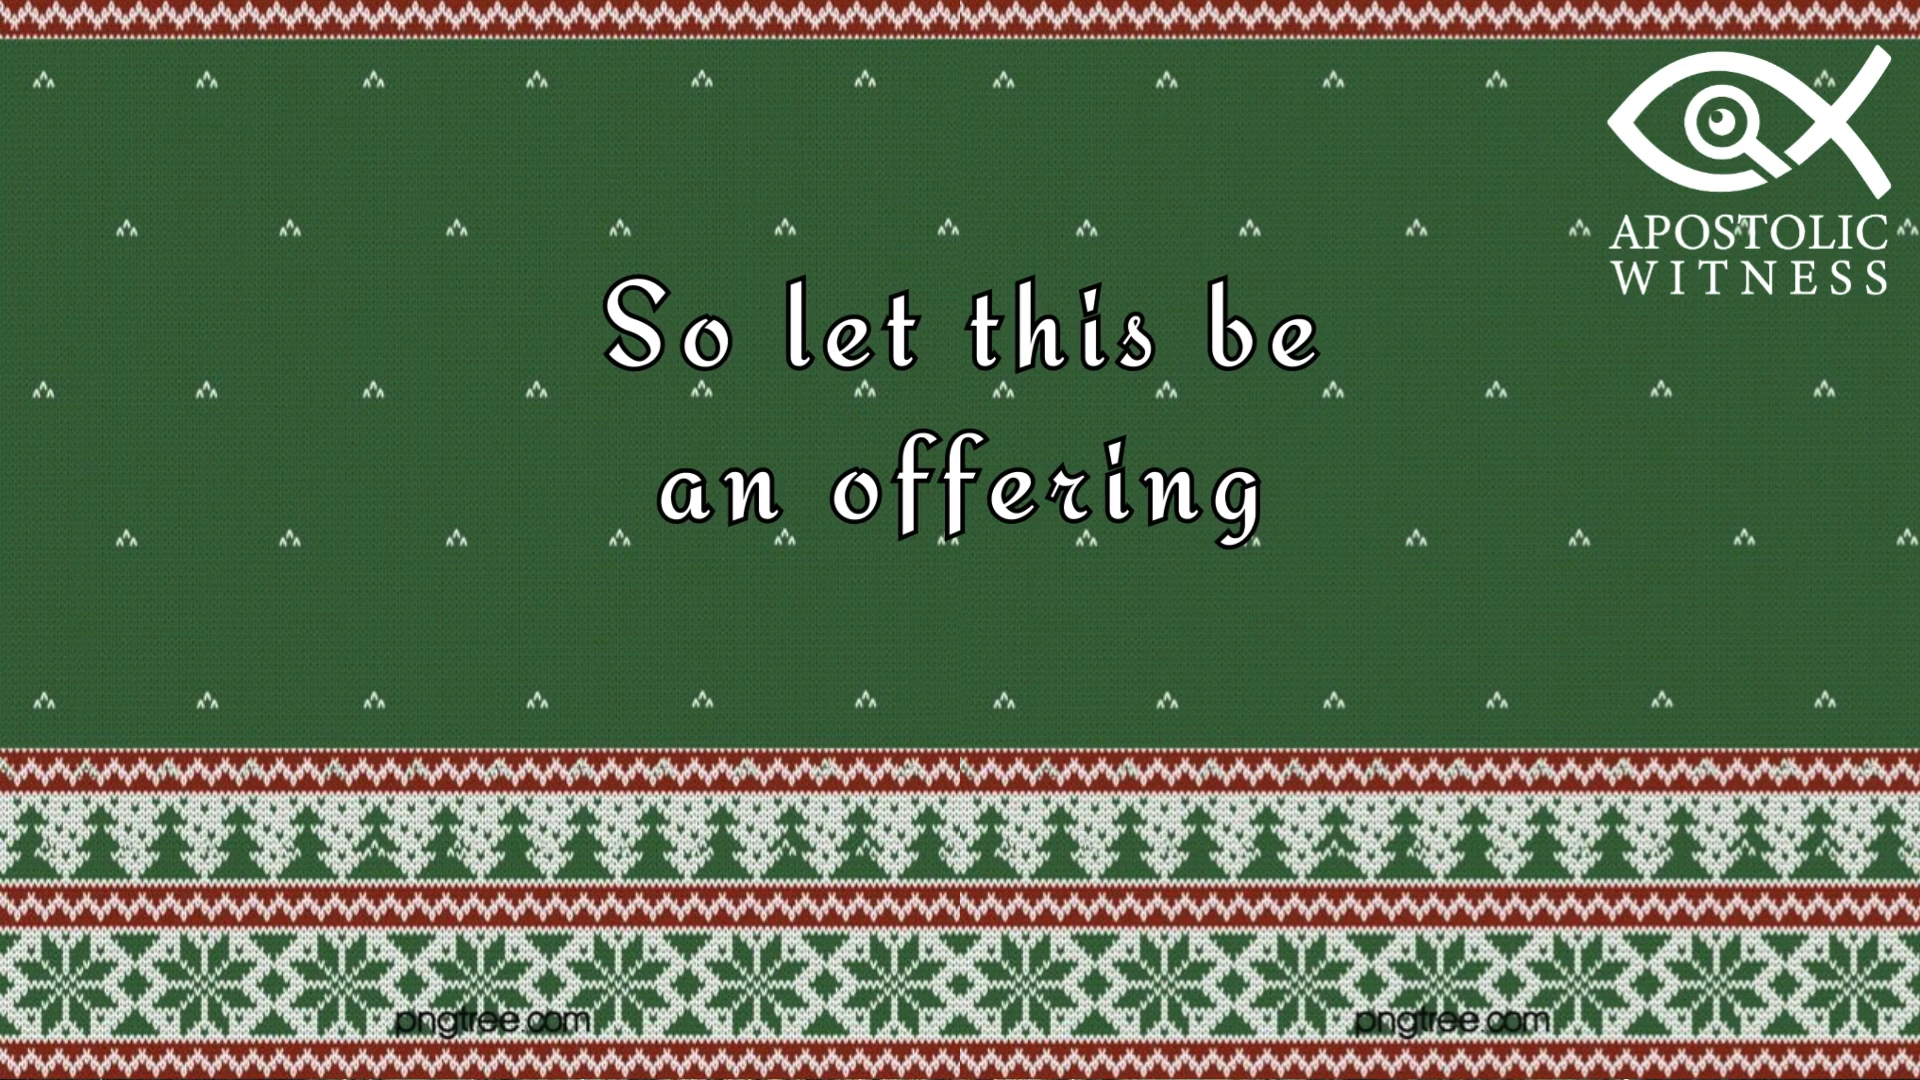 APOSTOLIC
WITNESS
So let this be
an offering
pngtree.com
pngtree.com